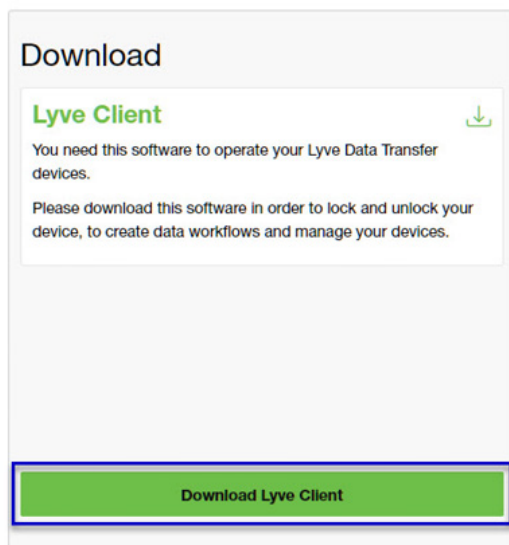 Download
Lyve Client
You need this software to operate your Lyve Data Transfer
devices.
Please download this software in order to lock and unlock your
device, to create data workflows and manage your devices.
Download Lyve Client